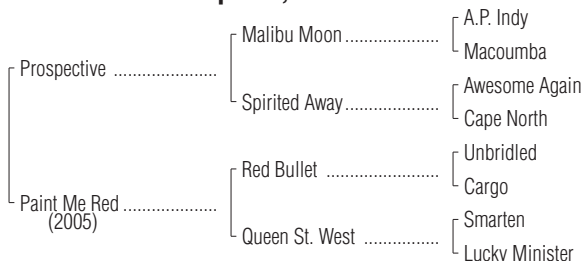 A.P. Indy
Malibu Moon ...................
Macoumba
Prospective .....................
Awesome Again
Spirited Away ...................
Cape North
Unbridled
Red Bullet .......................
Cargo
Paint Me Red ...................
(2005)
Smarten
Queen St. West ...............
Lucky Minister